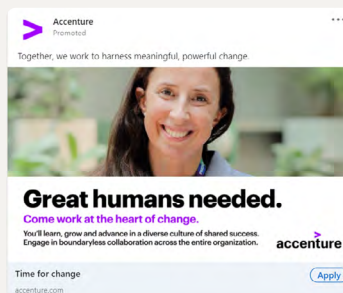 Accenture
Promoted
Together, we work to harness meaningful, powerful change.
Great humans needed.
Come work at the heart of change.
You'll learn, grow and advance in a diverse culture of shared success.
Engage in boundaryless collaboration across the entire organization.
accenture
Time for change
Apply
accenture.com